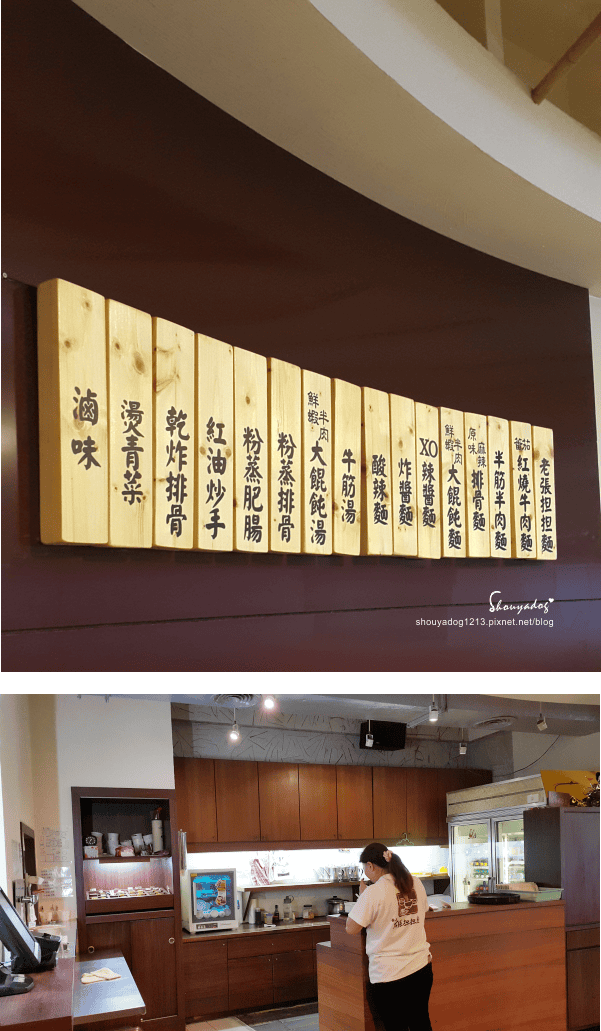 老張担担麵
蕃茄
紅燒牛肉麵
半筋半肉麵
麻辣
原味
排骨麵
半肉
鮮蝦
大餛飩麵
XO辣醬麵
炸醬麵
酸辣麵
牛筋湯
半肉
鮮蝦
大餛飩湯
粉蒸排骨
粉蒸肥腸
紅油炒手
乾炸排骨
燙青菜
滷味
Shouyadog
shouyadog1213.pixnet.net/blog